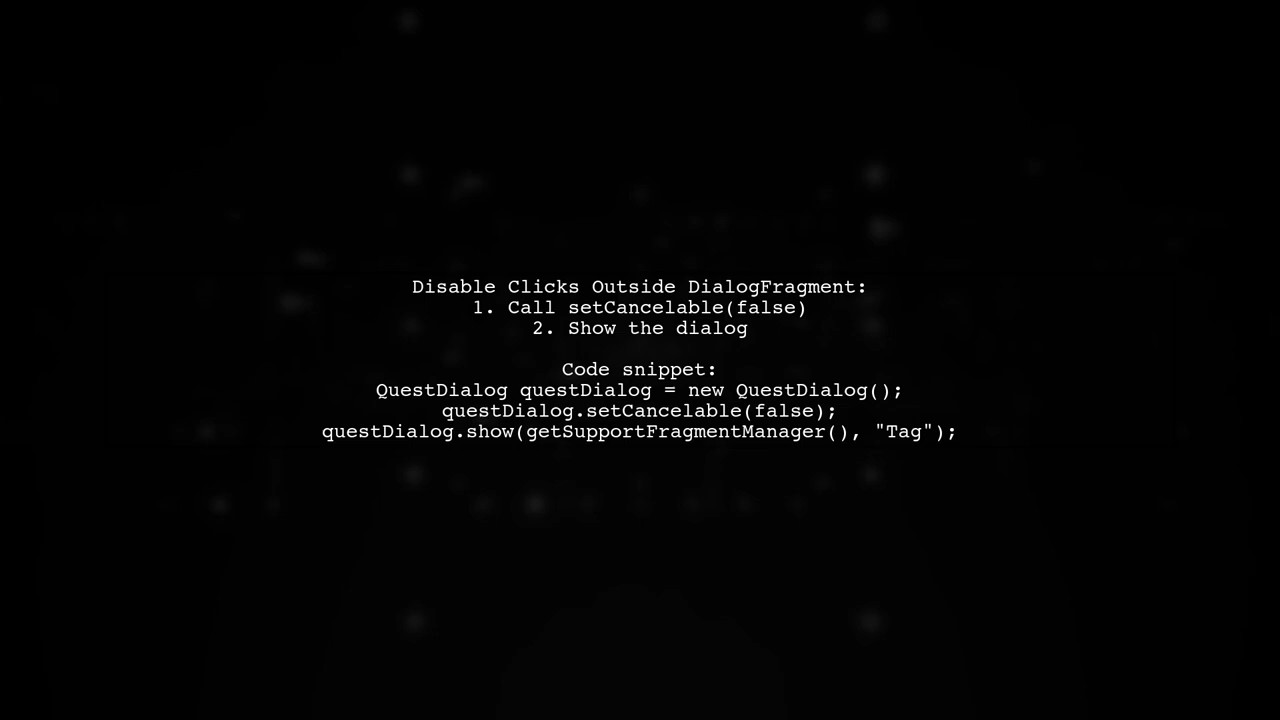 Disable Clicks Outside DialogFragment:
1. Call setCancelable(false)
2. Show the dialog
Code snippet:
QuestDialog questDialog = new QuestDialog();
questDialog.setCancelable(false);
questDialog.show(getSupportFragmentManager(), "Tag");